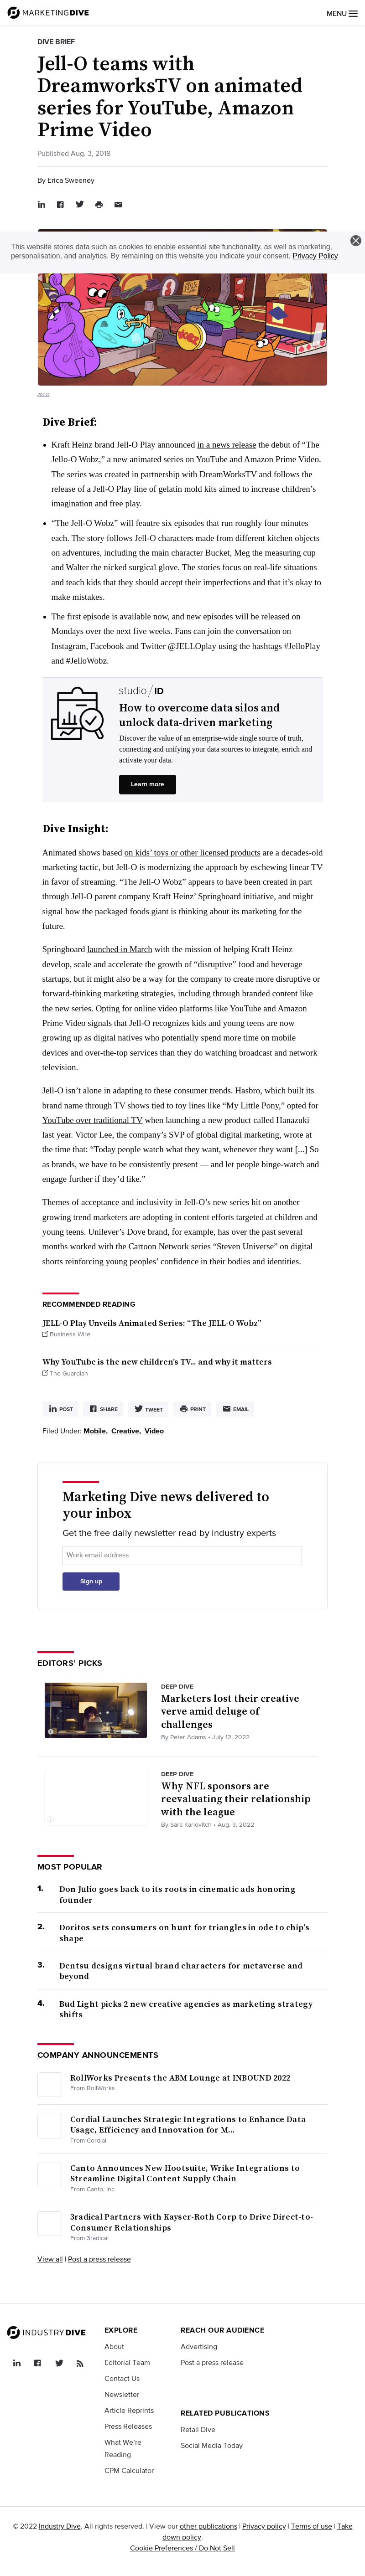 MARKETINGDIVE
MENU
DIVE BRIEF
Jell-O teams with
DreamworksTV on animated
series for YouTube, Amazon
Prime Video
Published Aug. 3, 2018
By Erica Sweeney
This website stores data such as cookies to enable essential site functionality, as well as marketing,
personalisation, and analytics. By remaining on this website you indicate your consent. Privacy Policy
WOBZ
Jell-O
Dive Brief:
Kraft Heinz brand Jell-O Play announced in a news release the debut of “The
Jello-O Wobz,” a new animated series on YouTube and Amazon Prime Video.
The series was created in partnership with DreamWorksTV and follows the
release of a Jell-O Play line of gelatin mold kits aimed to increase children’s
imagination and free play.
“The Jell-O Wobz” will feautre six episodes that run roughly four minutes
each. The story follows Jell-O characters made from different kitchen objects
on adventures, including the main character Bucket, Meg the measuring cup
and Walter the nicked surgical glove. The stories focus on real-life situations
and teach kids that they should accept their imperfections and that it’s okay to
make mistakes.
The first episode is available now, and new episodes will be released on
Mondays over the next five weeks. Fans can join the conversation on
Instagram, Facebook and Twitter @JELLOplay using the hashtags #JelloPlay
and #JelloWobz.
studio / ID
How to overcome data silos and
unlock data-driven marketing
Discover the value of an enterprise-wide single source of truth,
connecting and unifying your data sources to integrate, enrich and
activate your data.
Learn more
Dive Insight:
Animated shows based on kids’ toys or other licensed products are a decades-old
marketing tactic, but Jell-O is modernizing the approach by eschewing linear TV
in favor of streaming. “The Jell-O Wobz” appears to have been created in part
through Jell-O parent company Kraft Heinz’ Springboard initiative, and might
signal how the packaged foods giant is thinking about its marketing for the
future.
Springboard launched in March with the mission of helping Kraft Heinz
develop, scale and accelerate the growth of “disruptive” food and beverage
startups, but it might also be a way for the company to create more disruptive or
forward-thinking marketing strategies, including through branded content like
the new series. Opting for online video platforms like YouTube and Amazon
Prime Video signals that Jell-O recognizes kids and young teens are now
growing up as digital natives who potentially spend more time on mobile
devices and over-the-top services than they do watching broadcast and network
television.
Jell-O isn’t alone in adapting to these consumer trends. Hasbro, which built its
brand name through TV shows tied to toy lines like “My Little Pony,” opted for
YouTube over traditional TV when launching a new product called Hanazuki
last year. Victor Lee, the company’s SVP of global digital marketing, wrote at
the time that: “Today people watch what they want, whenever they want [...] So
as brands, we have to be consistently present — and let people binge-watch and
engage further if they’d like.”
Themes of acceptance and inclusivity in Jell-O’s new series hit on another
growing trend marketers are adopting in content efforts targeted at children and
young teens. Unilever’s Dove brand, for example, has over the past several
months worked with the Cartoon Network series “Steven Universe” on digital
shorts reinforcing young peoples’ confidence in their bodies and identities.
RECOMMENDED READING
JELL-O Play Unveils Animated Series: “The JELL-O Wobz”
Business Wire
Why YouTube is the new children’s TV... and why it matters
The Guardian
POST SHARE TWEET PRINT EMAIL
Filed Under: Mobile, Creative, Video
Marketing Dive news delivered to
your inbox
Get the free daily newsletter read by industry experts
Work email address
Sign up
EDITORS' PICKS
DEEP DIVE
Marketers lost their creative
verve amid deluge of
challenges
By Peter Adams • July 12, 2022
DEEP DIVE
Why NFL sponsors are
reevaluating their relationship
with the league
By Sara Karlovitch • Aug. 3, 2022
MOST POPULAR
1. Don Julio goes back to its roots in cinematic ads honoring
founder
2. Doritos sets consumers on hunt for triangles in ode to chip’s
shape
3. Dentsu designs virtual brand characters for metaverse and
beyond
4. Bud Light picks 2 new creative agencies as marketing strategy
shifts
COMPANY ANNOUNCEMENTS
RollWorks Presents the ABM Lounge at INBOUND 2022
From RollWorks
Cordial Launches Strategic Integrations to Enhance Data
Usage, Efficiency and Innovation for M…
From Cordial
Canto Announces New Hootsuite, Wrike Integrations to
Streamline Digital Content Supply Chain
From Canto, Inc.
3radical Partners with Kayser-Roth Corp to Drive Direct-to-
Consumer Relationships
From 3radical
View all | Post a press release
INDUSTRYDIVE
EXPLORE
About
Editorial Team
Contact Us
Newsletter
Article Reprints
Press Releases
What We’re
Reading
CPM Calculator
REACH OUR AUDIENCE
Advertising
Post a press release
RELATED PUBLICATIONS
Retail Dive
Social Media Today
© 2022 Industry Dive. All rights reserved. | View our other publications | Privacy policy | Terms of use | Take
down policy.
Cookie Preferences / Do Not Sell